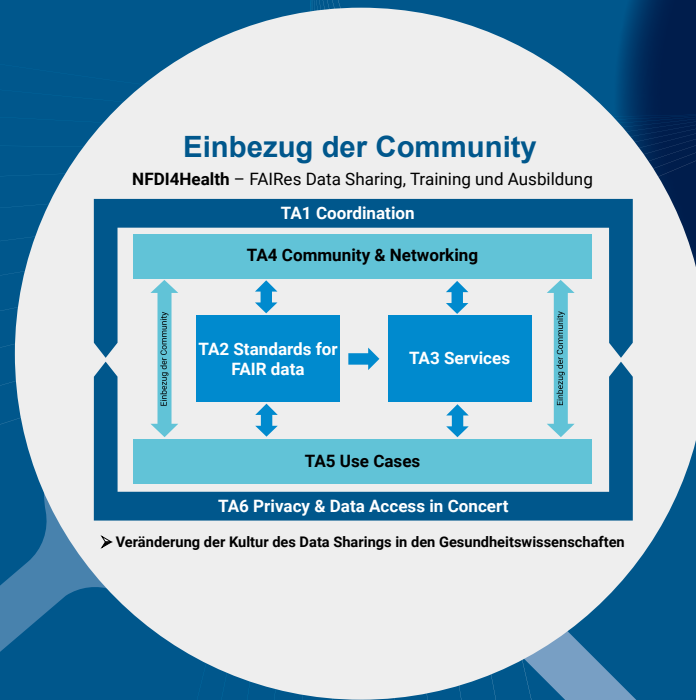 Einbezug der Community
NFDI4Health – FAIRes Data Sharing, Training und Ausbildung
TA1 Coordination
TA4 Community & Networking
Einbezug der Community
TA2 Standards for
FAIR data
TA3 Services
Einbezug der Community
TA5 Use Cases
TA6 Privacy & Data Access in Concert
➢ Veränderung der Kultur des Data Sharings in den Gesundheitswissenschaften